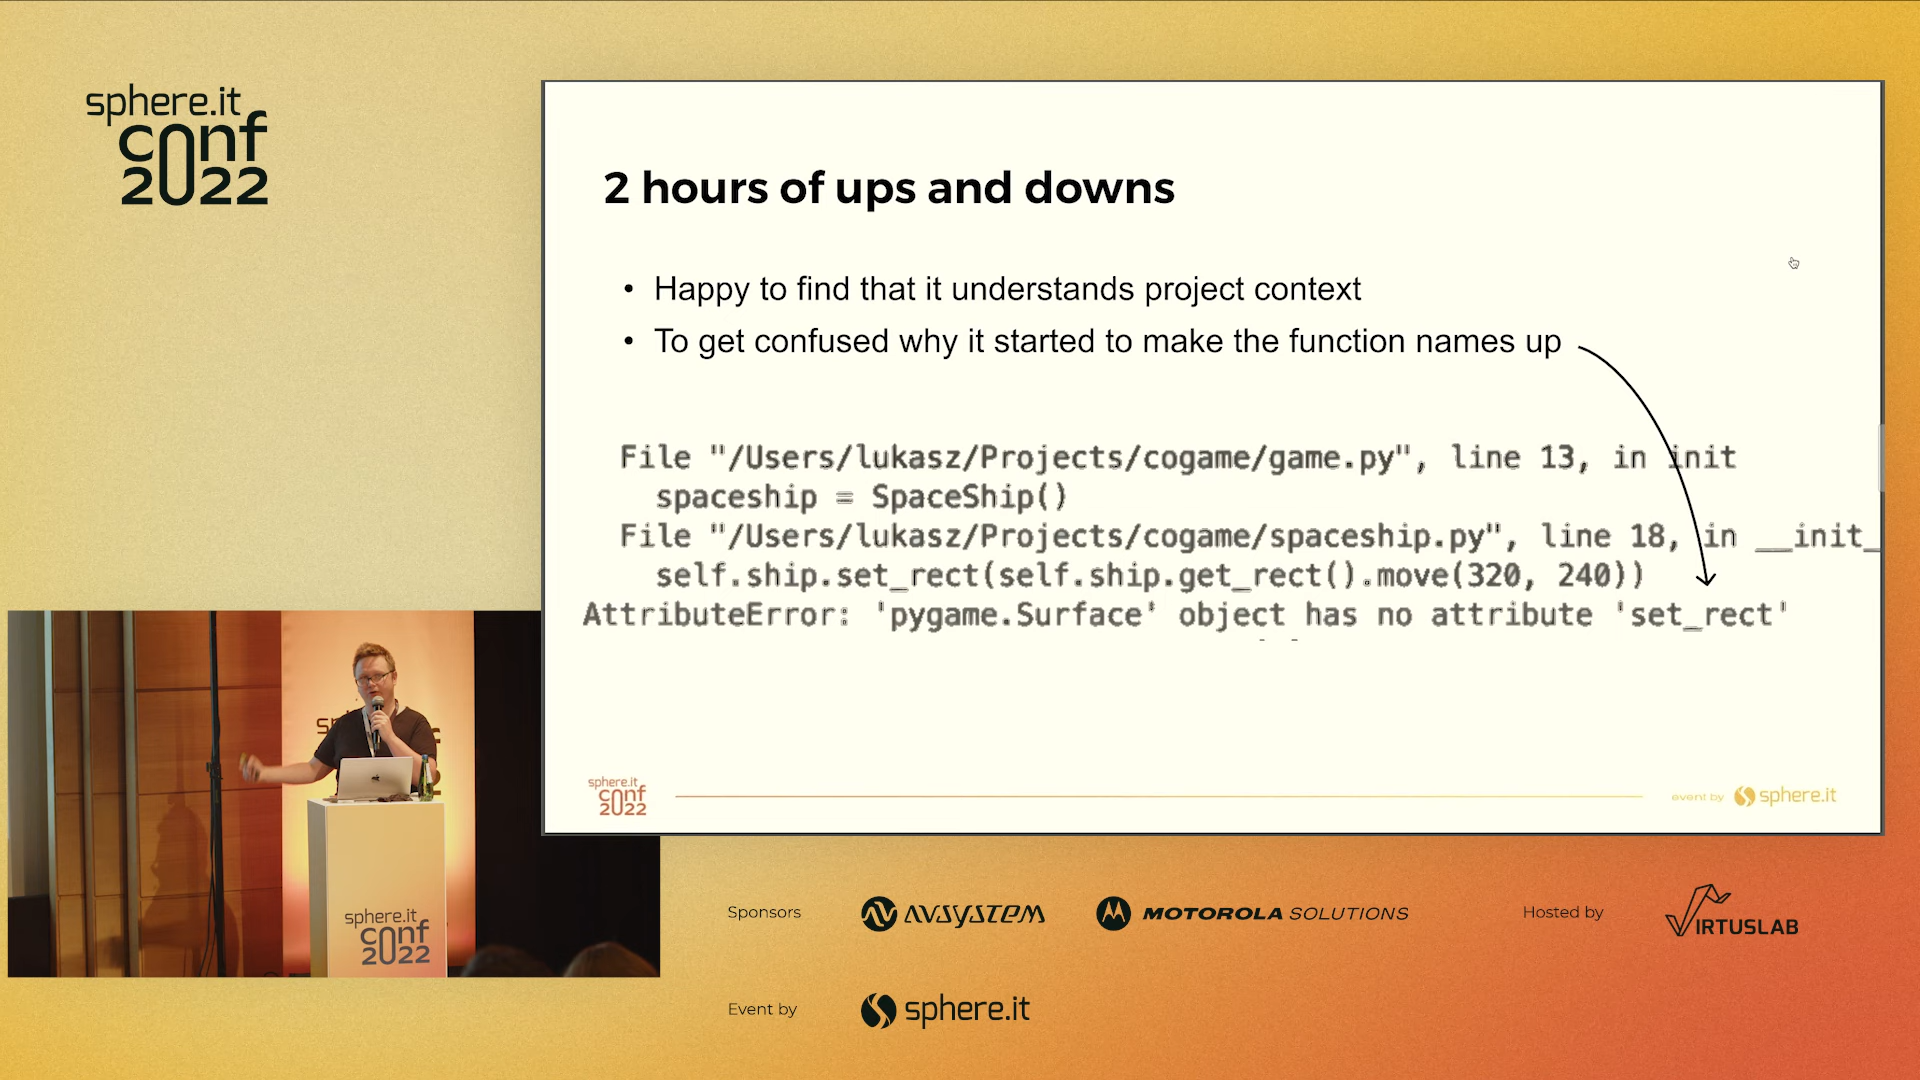 sphere.it
conf
2022
2 hours of ups and downs
• Happy to find that it understands project context
• To get confused why it started to make the function names up
File "/Users/lukasz/Projects/cogame/game.py", line 13, in init
spaceship = SpaceShip()
File "/Users/lukasz/Projects/cogame/spaceship.py", line 18, in __init_
self.ship.set_rect(self.ship.get_rect().move(320, 240))
AttributeError: 'pygame.Surface' object has no attribute 'set_rect'
sphere.it
conf
2022
event by sphere.it
sphere.it
conf
2022
Sponsors AVSYSTEM MOTOROLA SOLUTIONS Hosted by VIRTUSLAB
Event by sphere.it